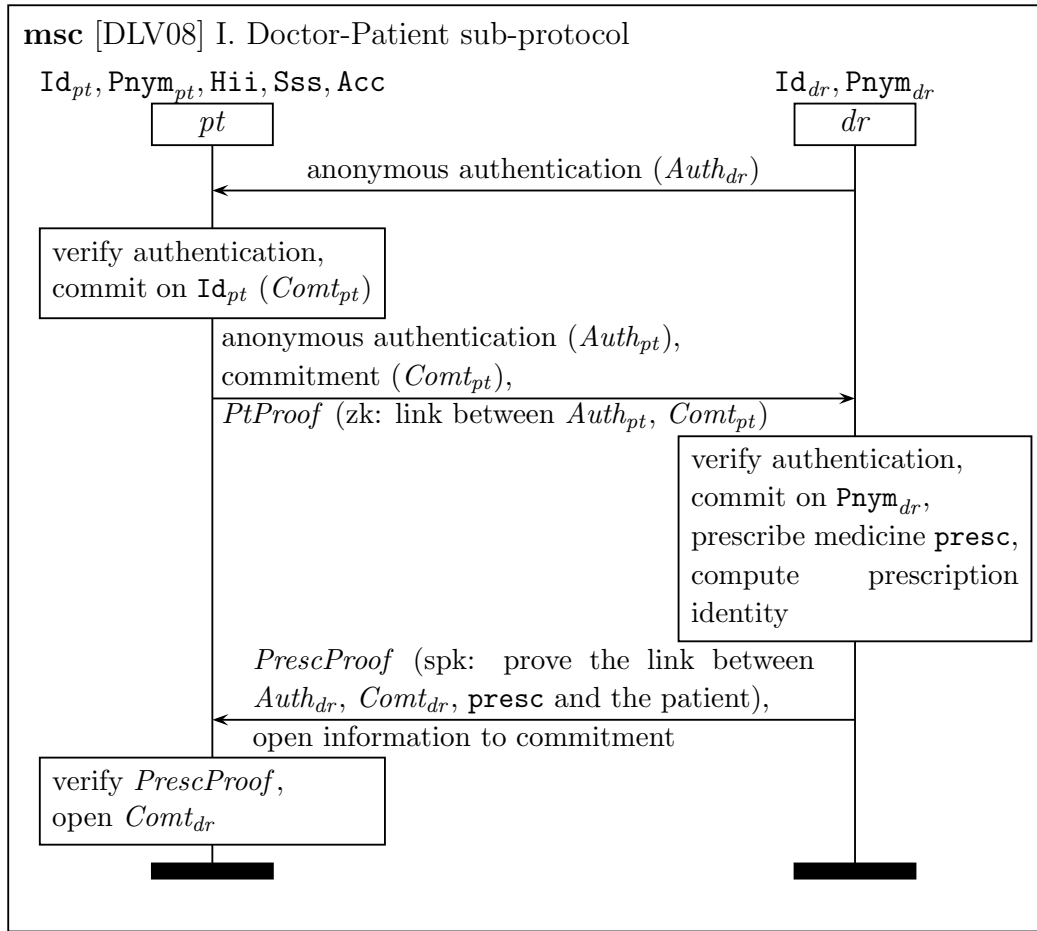 msc [DLV08] I. Doctor-Patient sub-protocol
Id_pt, Pnym_pt, Hii, Sss, Acc
Id_dr, Pnym_dr
pt
dr
anonymous authentication (Auth_dr)
verify authentication,
commit on Id_pt (Comt_pt)
anonymous authentication (Auth_pt),
commitment (Comt_pt),
PtProof (zk: link between Auth_pt, Comt_pt)
verify authentication,
commit on Pnym_dr,
prescribe medicine presc,
compute prescription
identity
PrescProof (spk: prove the link between
Auth_dr, Comt_dr, presc and the patient),
open information to commitment
verify PrescProof,
open Comt_dr